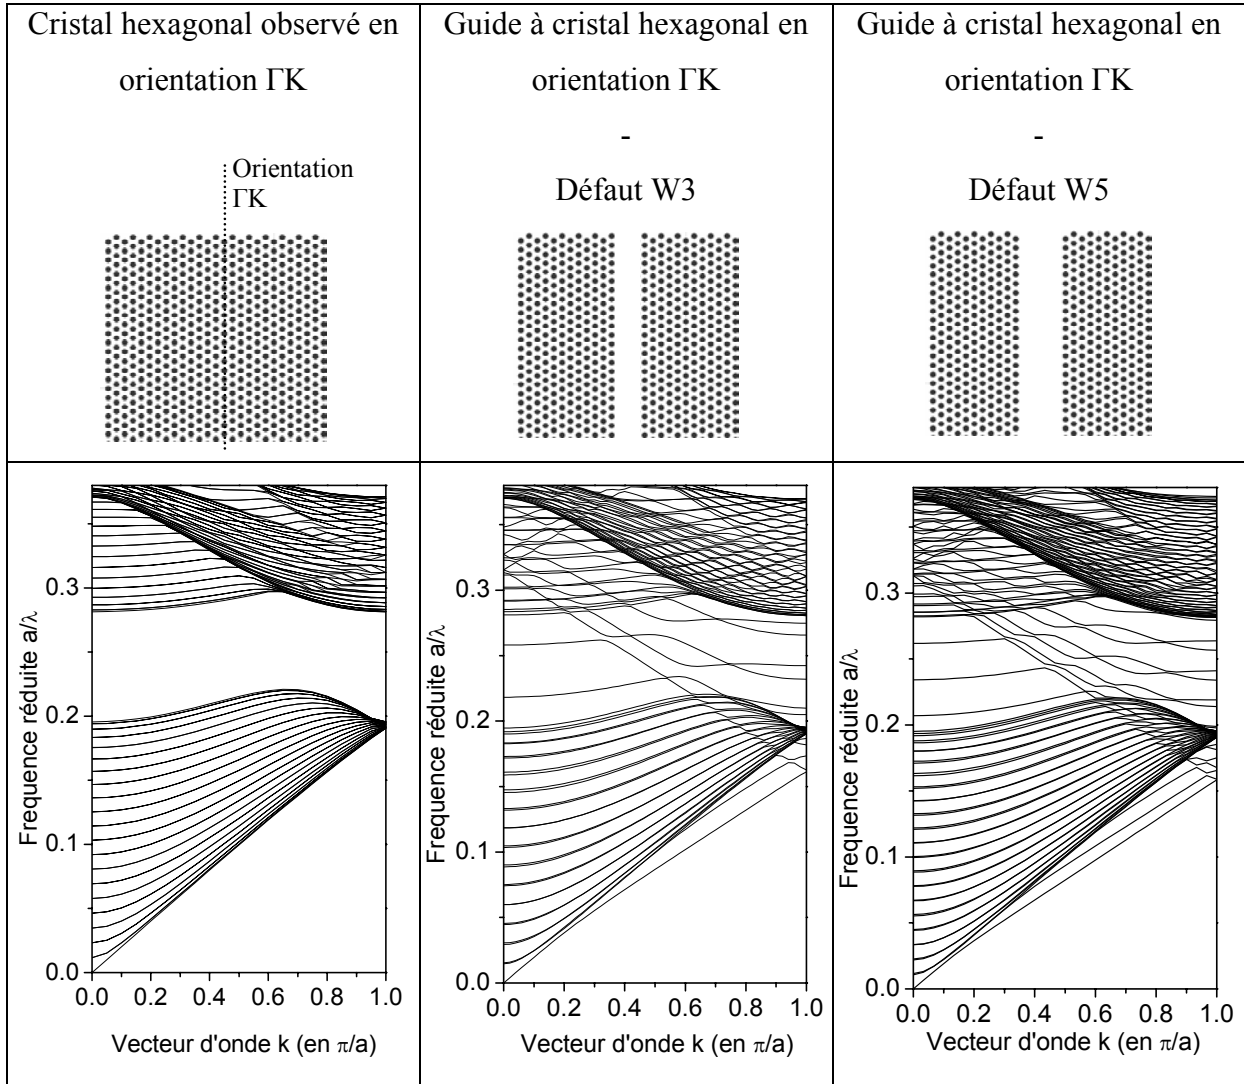 Cristal hexagonal observé en
orientation ΓK
Orientation
ΓK
Guide à cristal hexagonal en
orientation ΓK
-
Défaut W3
Guide à cristal hexagonal en
orientation ΓK
-
Défaut W5
Frequence réduite a/λ
0.3
0.2
0.1
0.0
0.0 0.2 0.4 0.6 0.8 1.0
Vecteur d'onde k (en π/a)
Frequence réduite a/λ
0.3
0.2
0.1
0.0
0.0 0.2 0.4 0.6 0.8 1.0
Vecteur d'onde k (en π/a)
Frequence réduite a/λ
0.3
0.2
0.1
0.0
0.0 0.2 0.4 0.6 0.8 1.0
Vecteur d'onde k (en π/a)